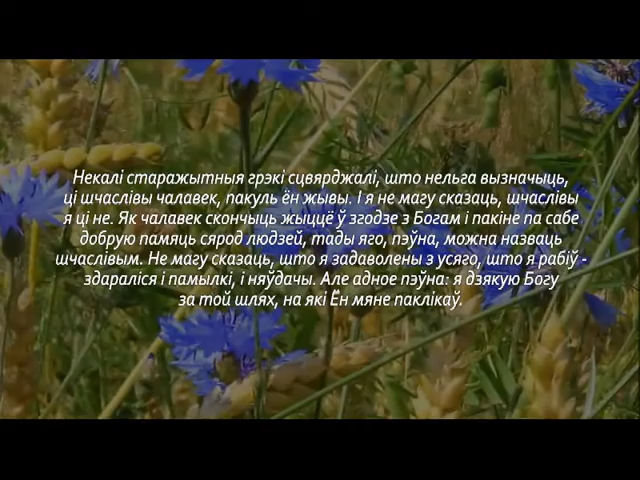 Некалі старажытныя грэкі сцвярджалі, што нельга вызначыць,
ці шчаслівы чалавек, пакуль ён жывы. І я не магу сказаць, шчаслівы
я ці не. Як чалавек скончыць жыццё ў згодзе з Богам і пакіне па сабе
добрую памяць сярод людзей, тады яго, пэўна, можна назваць
шчаслівым. Не магу сказаць, што я задаволены з усяго, што я рабіў -
здараліся і памылкі, і няўдачы. Але адно пэўна: я дзякую Богу
за той шлях, на які Ён мяне паклікаў.